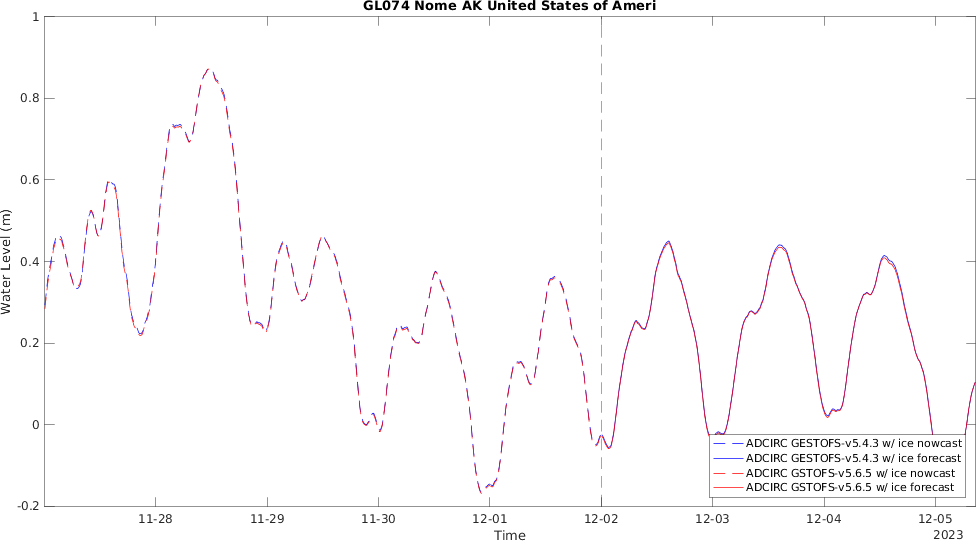 GL074 Nome AK United States of Ameri
1
0.8
0.6
0.4
0.2
0
-0.2
Water Level (m)
ADCIRC GESTOFS-v5.4.3 w/ ice nowcast
ADCIRC GESTOFS-v5.4.3 w/ ice forecast
ADCIRC GSTOFS-v5.6.5 w/ ice nowcast
ADCIRC GSTOFS-v5.6.5 w/ ice forecast
11-28 11-29 11-30 12-01 12-02 12-03 12-04 12-05
Time
2023